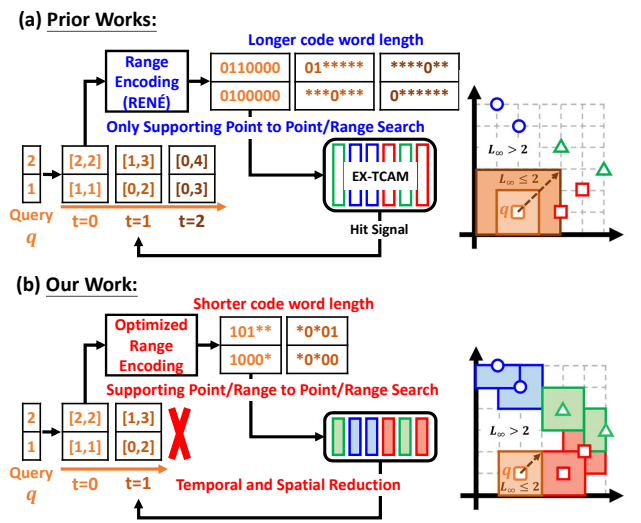 (a) Prior Works:
Longer code word length
Range
Encoding
(RENÉ)
0110000 01***** ****0**
0100000 ***0*** 0******
Only Supporting Point to Point/Range Search
2 [2,2] [1,3] [0,4]
1 [1,1] [0,2] [0,3]
Query
q
t=0 t=1 t=2
EX-TCAM
Hit Signal
L∞ > 2
L∞ ≤ 2
q
(b) Our Work:
Shorter code word length
Optimized
Range
Encoding
101** *0*01
1000* *0*00
Supporting Point/Range to Point/Range Search
2 [2,2] [1,3]
1 [1,1] [0,2]
Query
q
t=0 t=1
Temporal and Spatial Reduction
L∞ > 2
q
L∞ ≤ 2